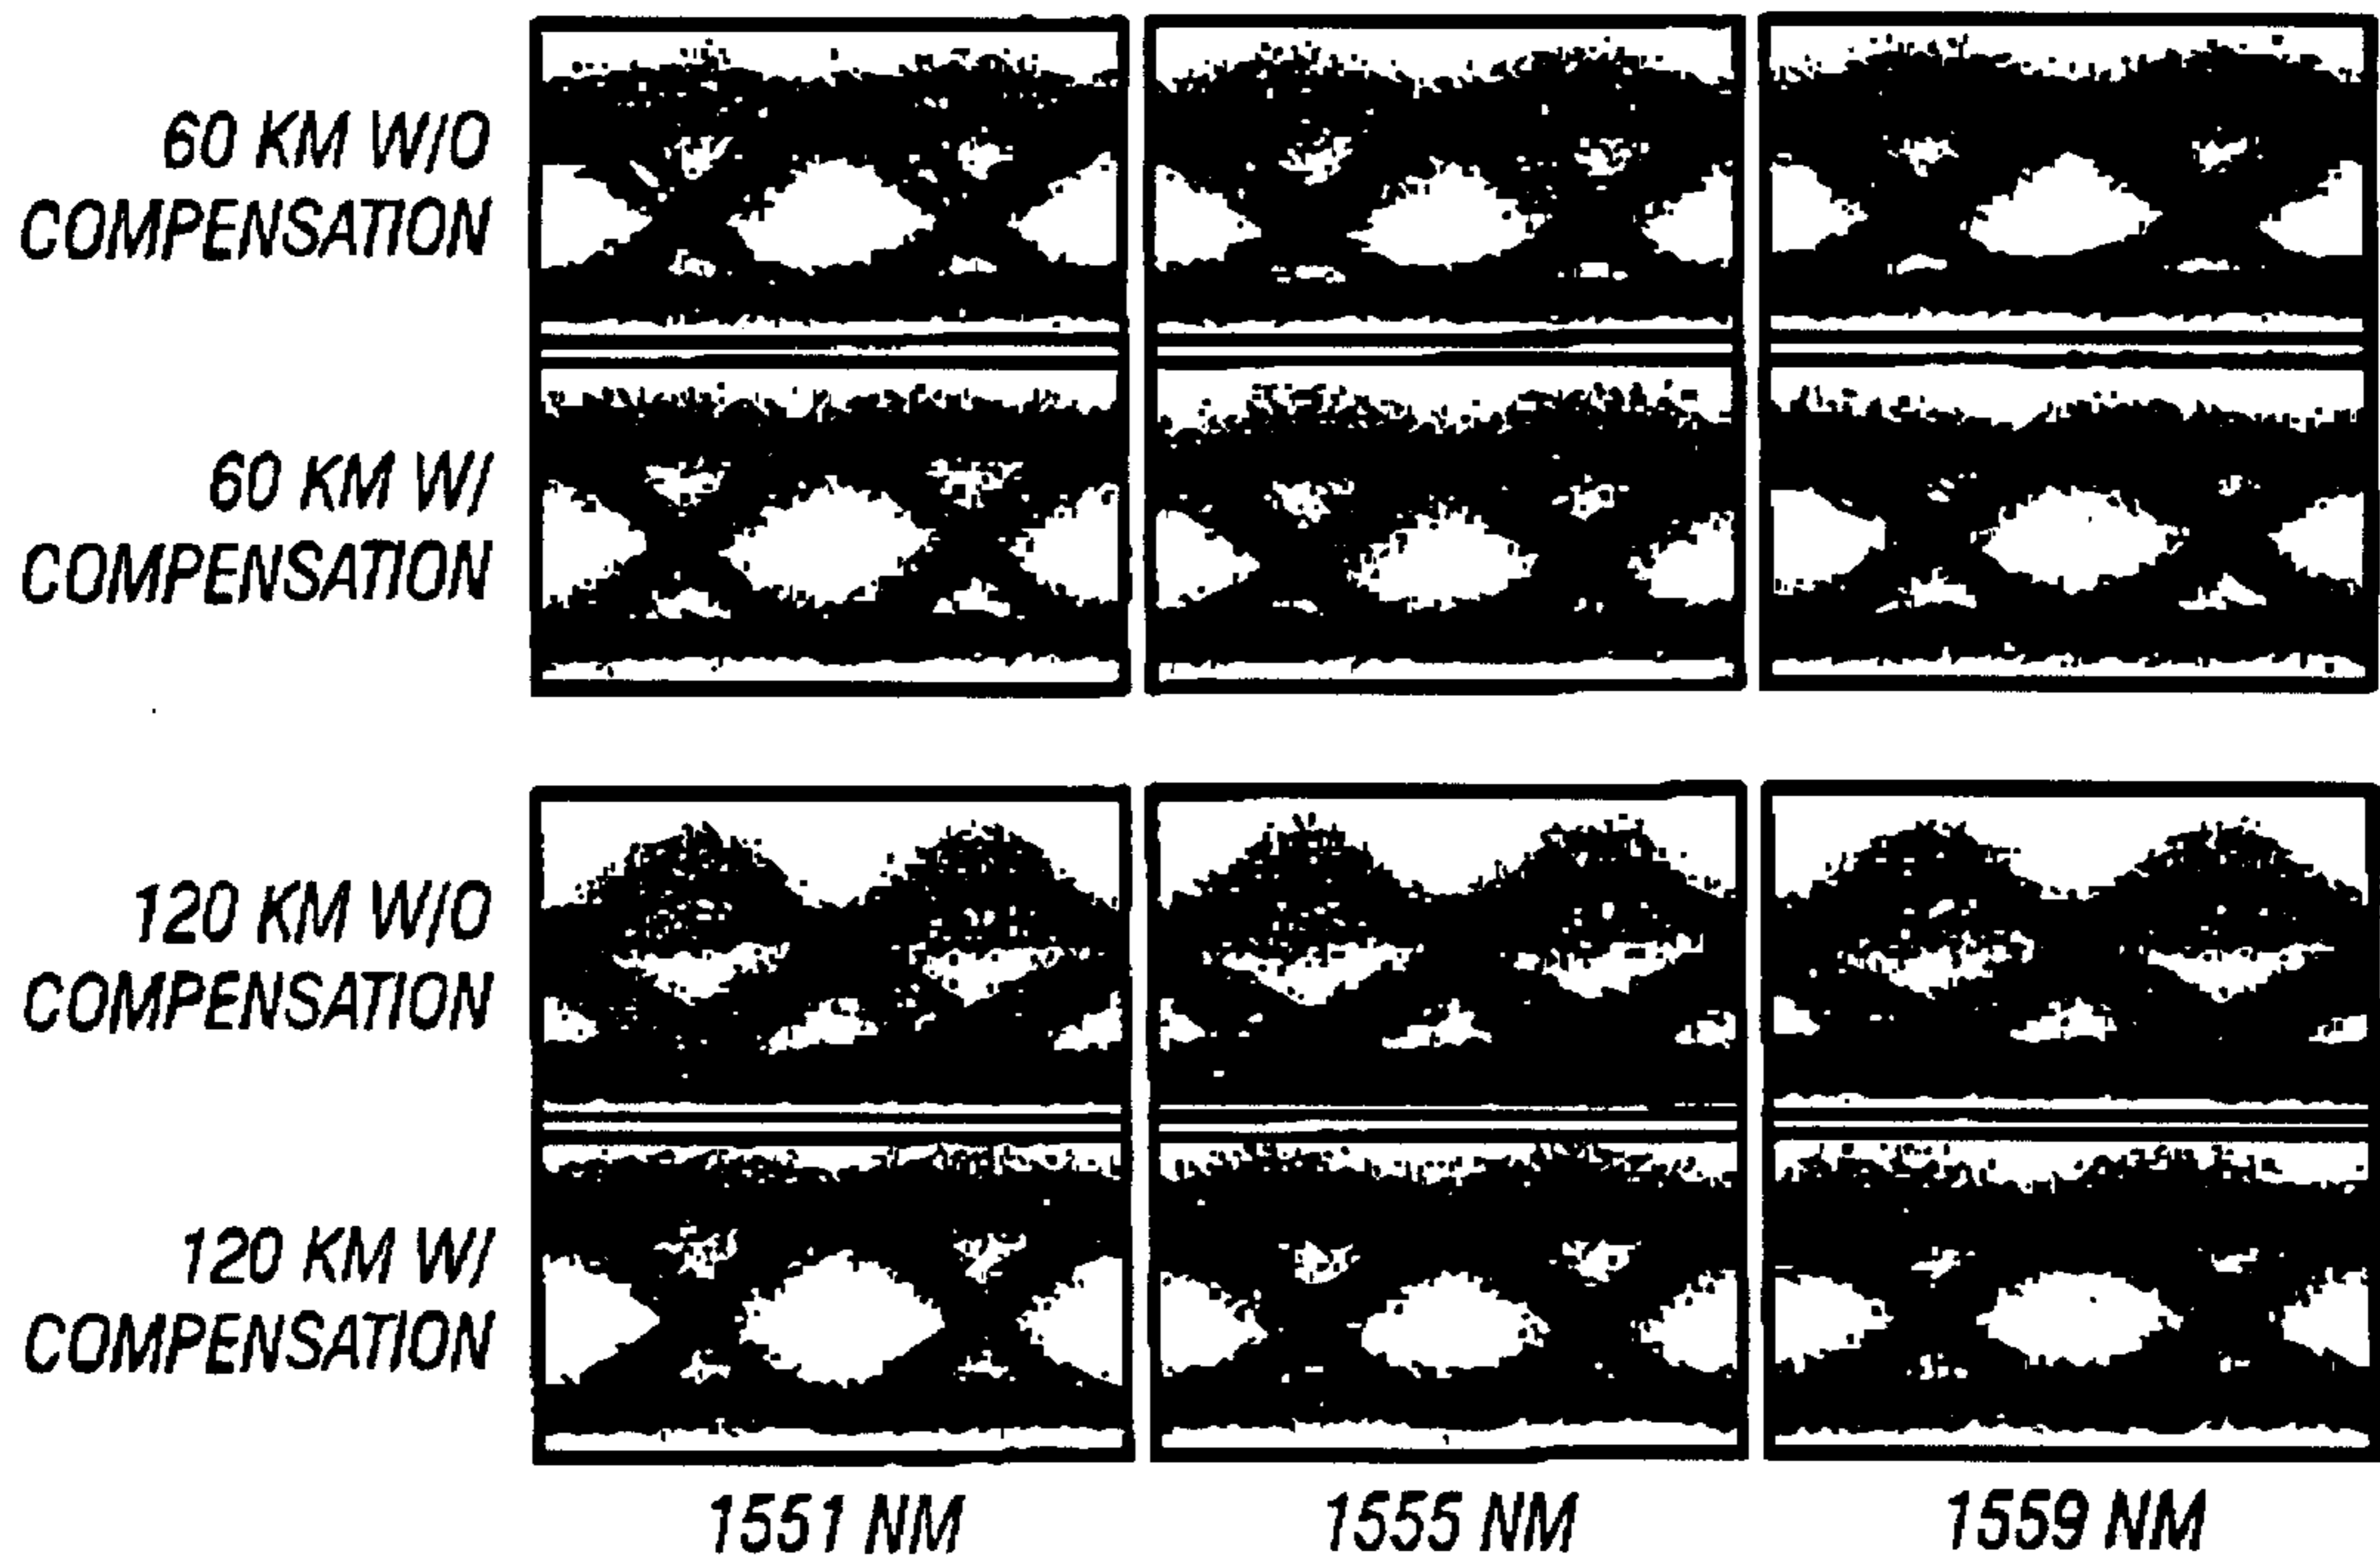 60 KM W/O
COMPENSATION
60 KM W/
COMPENSATION
120 KM W/O
COMPENSATION
120 KM W/
COMPENSATION
1551 NM
1555 NM
1559 NM